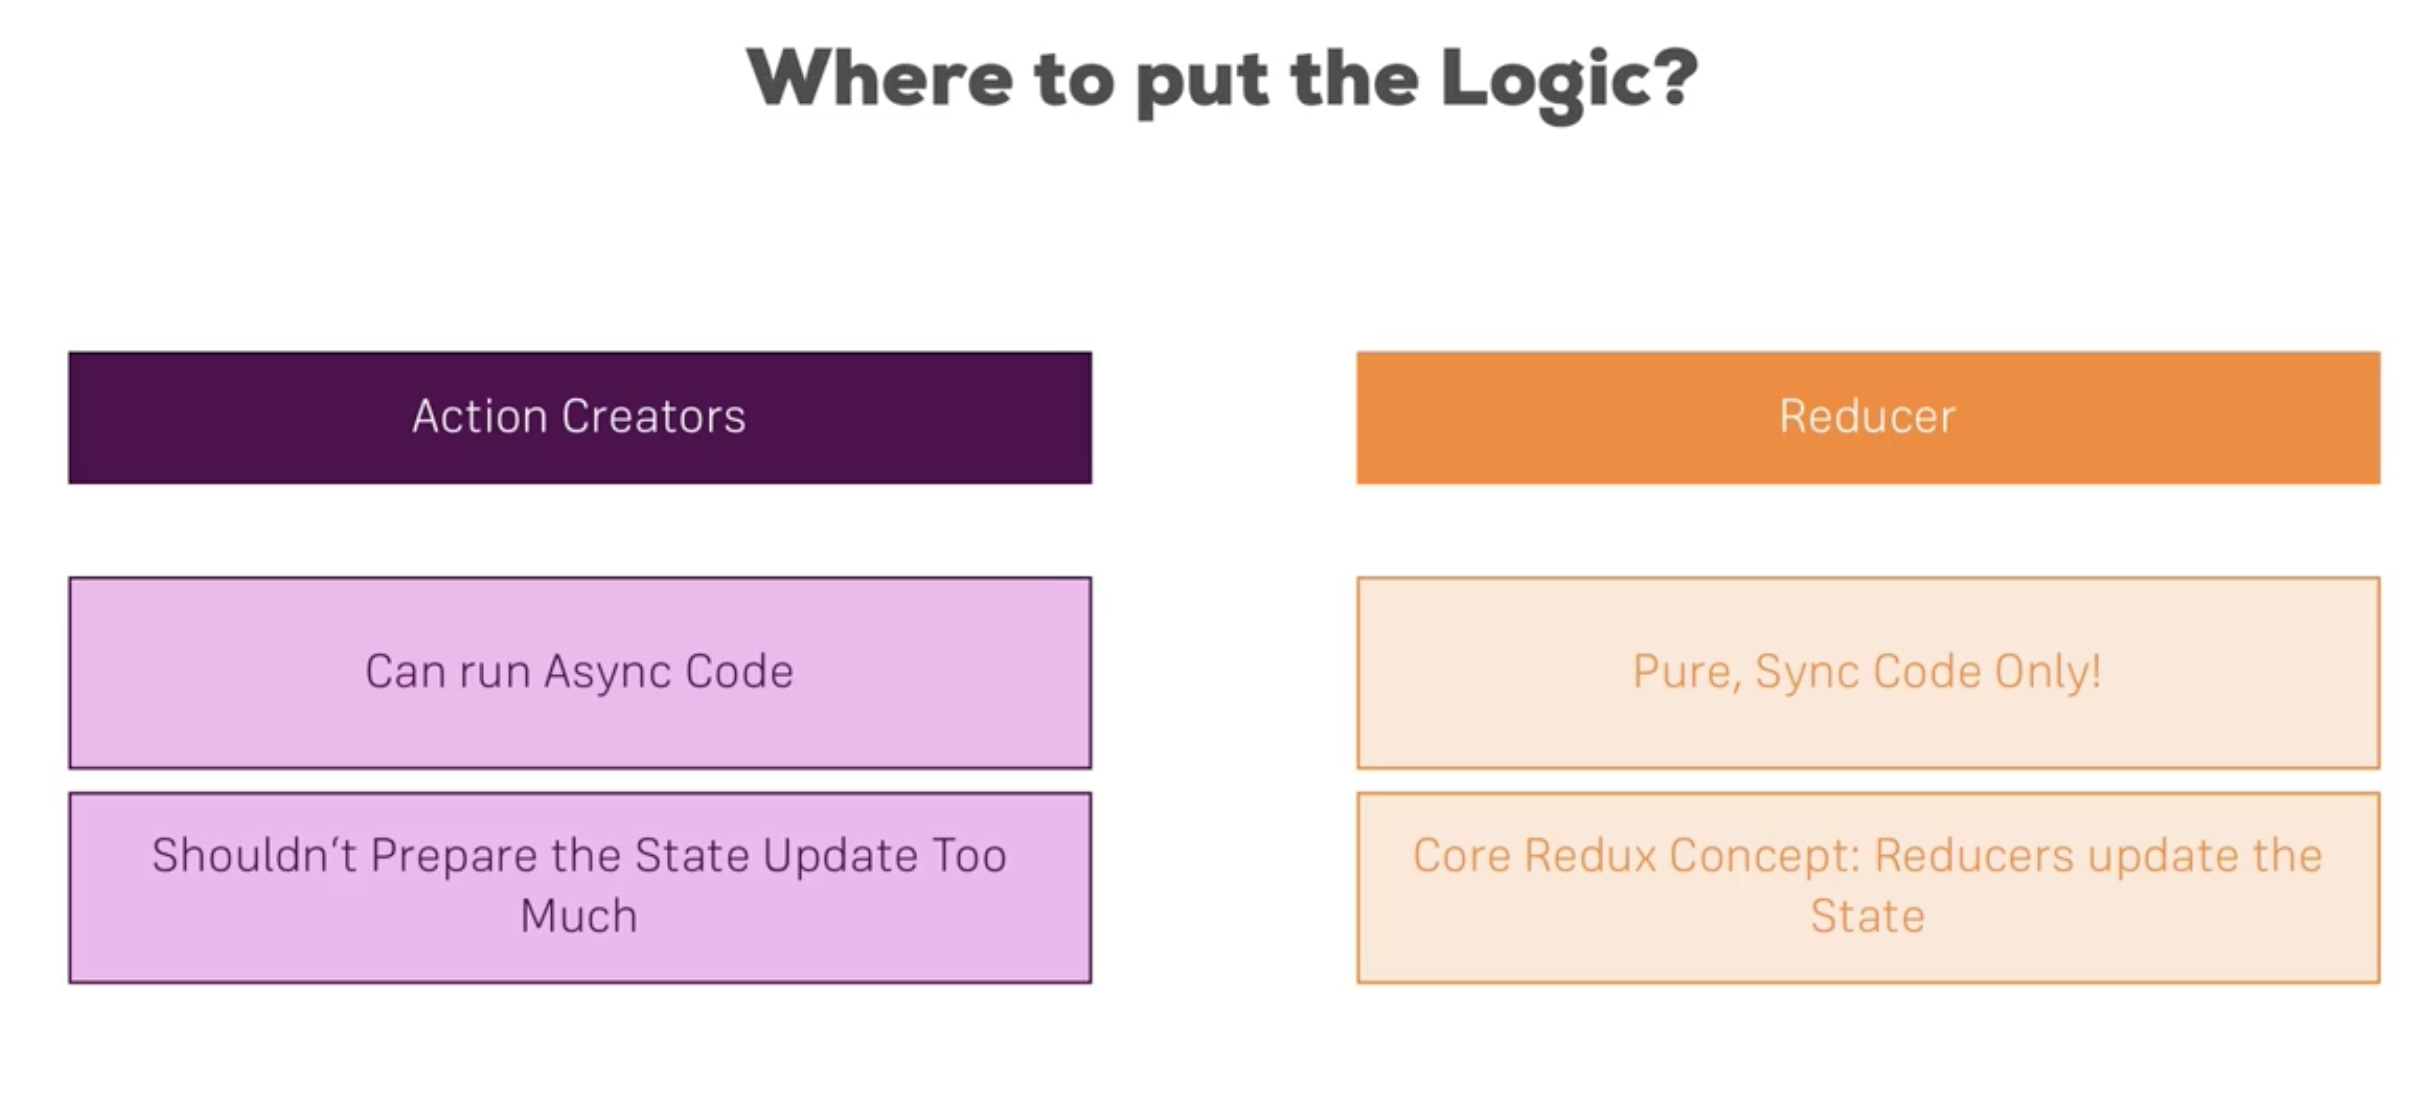 Where to put the Logic?
Action Creators
Reducer
Can run Async Code
Pure, Sync Code Only!
Shouldn‘t Prepare the State Update Too
Much
Core Redux Concept: Reducers update the
State